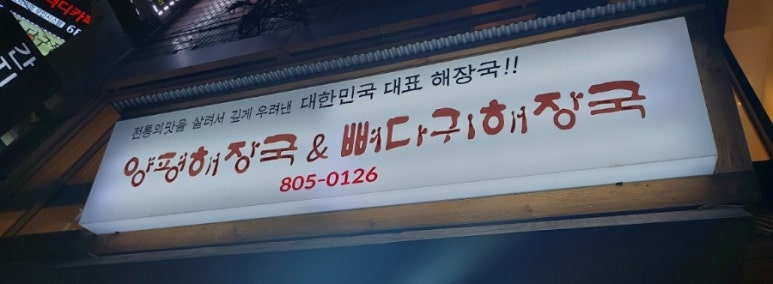 전통의맛을 살려서 깊게 우려낸 대한민국 대표 해장국!!
양평해장국 & 뼈다귀해장국
805-0126